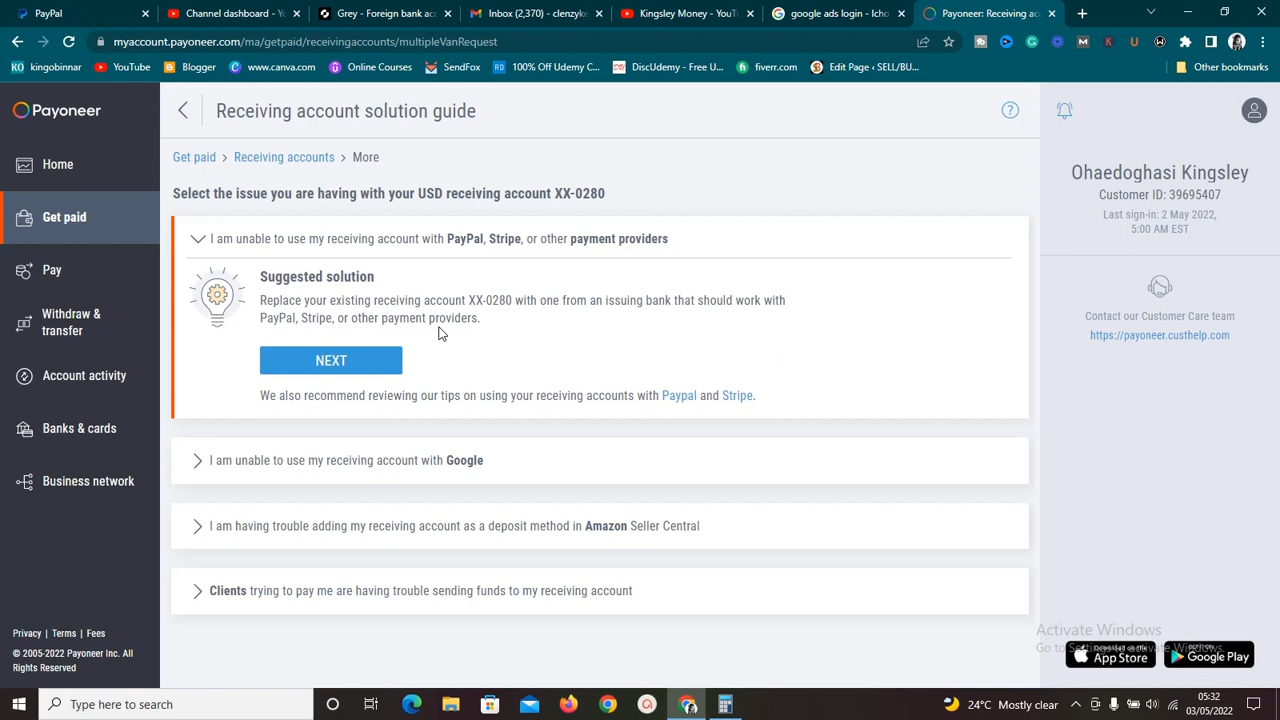 PayPal
Channel dashboard - YouTu
Grey - Foreign bank acc
Inbox (2,370) - clenzyke
Kingsley Money - YouTu
google ads login - Icho
Payoneer: Receiving acc
myaccount.payoneer.com/ma/getpaid/receivingaccounts/multipleVanRequest
kingobinnar
YouTube
Blogger
www.canva.com
Online Courses
SendFox
100% Off Udemy C...
DiscUdemy - Free U...
fiverr.com
Edit Page ‹ SELL/BU...
Other bookmarks
Payoneer
Home
Get paid
Pay
Withdraw &
transfer
Account activity
Banks & cards
Business network
Privacy | Terms | Fees
© 2005-2022 Payoneer Inc. All
Rights Reserved
Receiving account solution guide
Get paid > Receiving accounts > More
Select the issue you are having with your USD receiving account XX-0280
I am unable to use my receiving account with PayPal, Stripe, or other payment providers
Suggested solution
Replace your existing receiving account XX-0280 with one from an issuing bank that should work with
PayPal, Stripe, or other payment providers.
NEXT
We also recommend reviewing our tips on using your receiving accounts with Paypal and Stripe.
I am unable to use my receiving account with Google
I am having trouble adding my receiving account as a deposit method in Amazon Seller Central
Clients trying to pay me are having trouble sending funds to my receiving account
Ohaedoghasi Kingsley
Customer ID: 39695407
Last sign-in: 2 May 2022,
5:00 AM EST
Contact our Customer Care team
https://payoneer.custhelp.com
Activate Windows
App Store
Google Play
Type here to search
24°C Mostly clear
05:32
03/05/2022